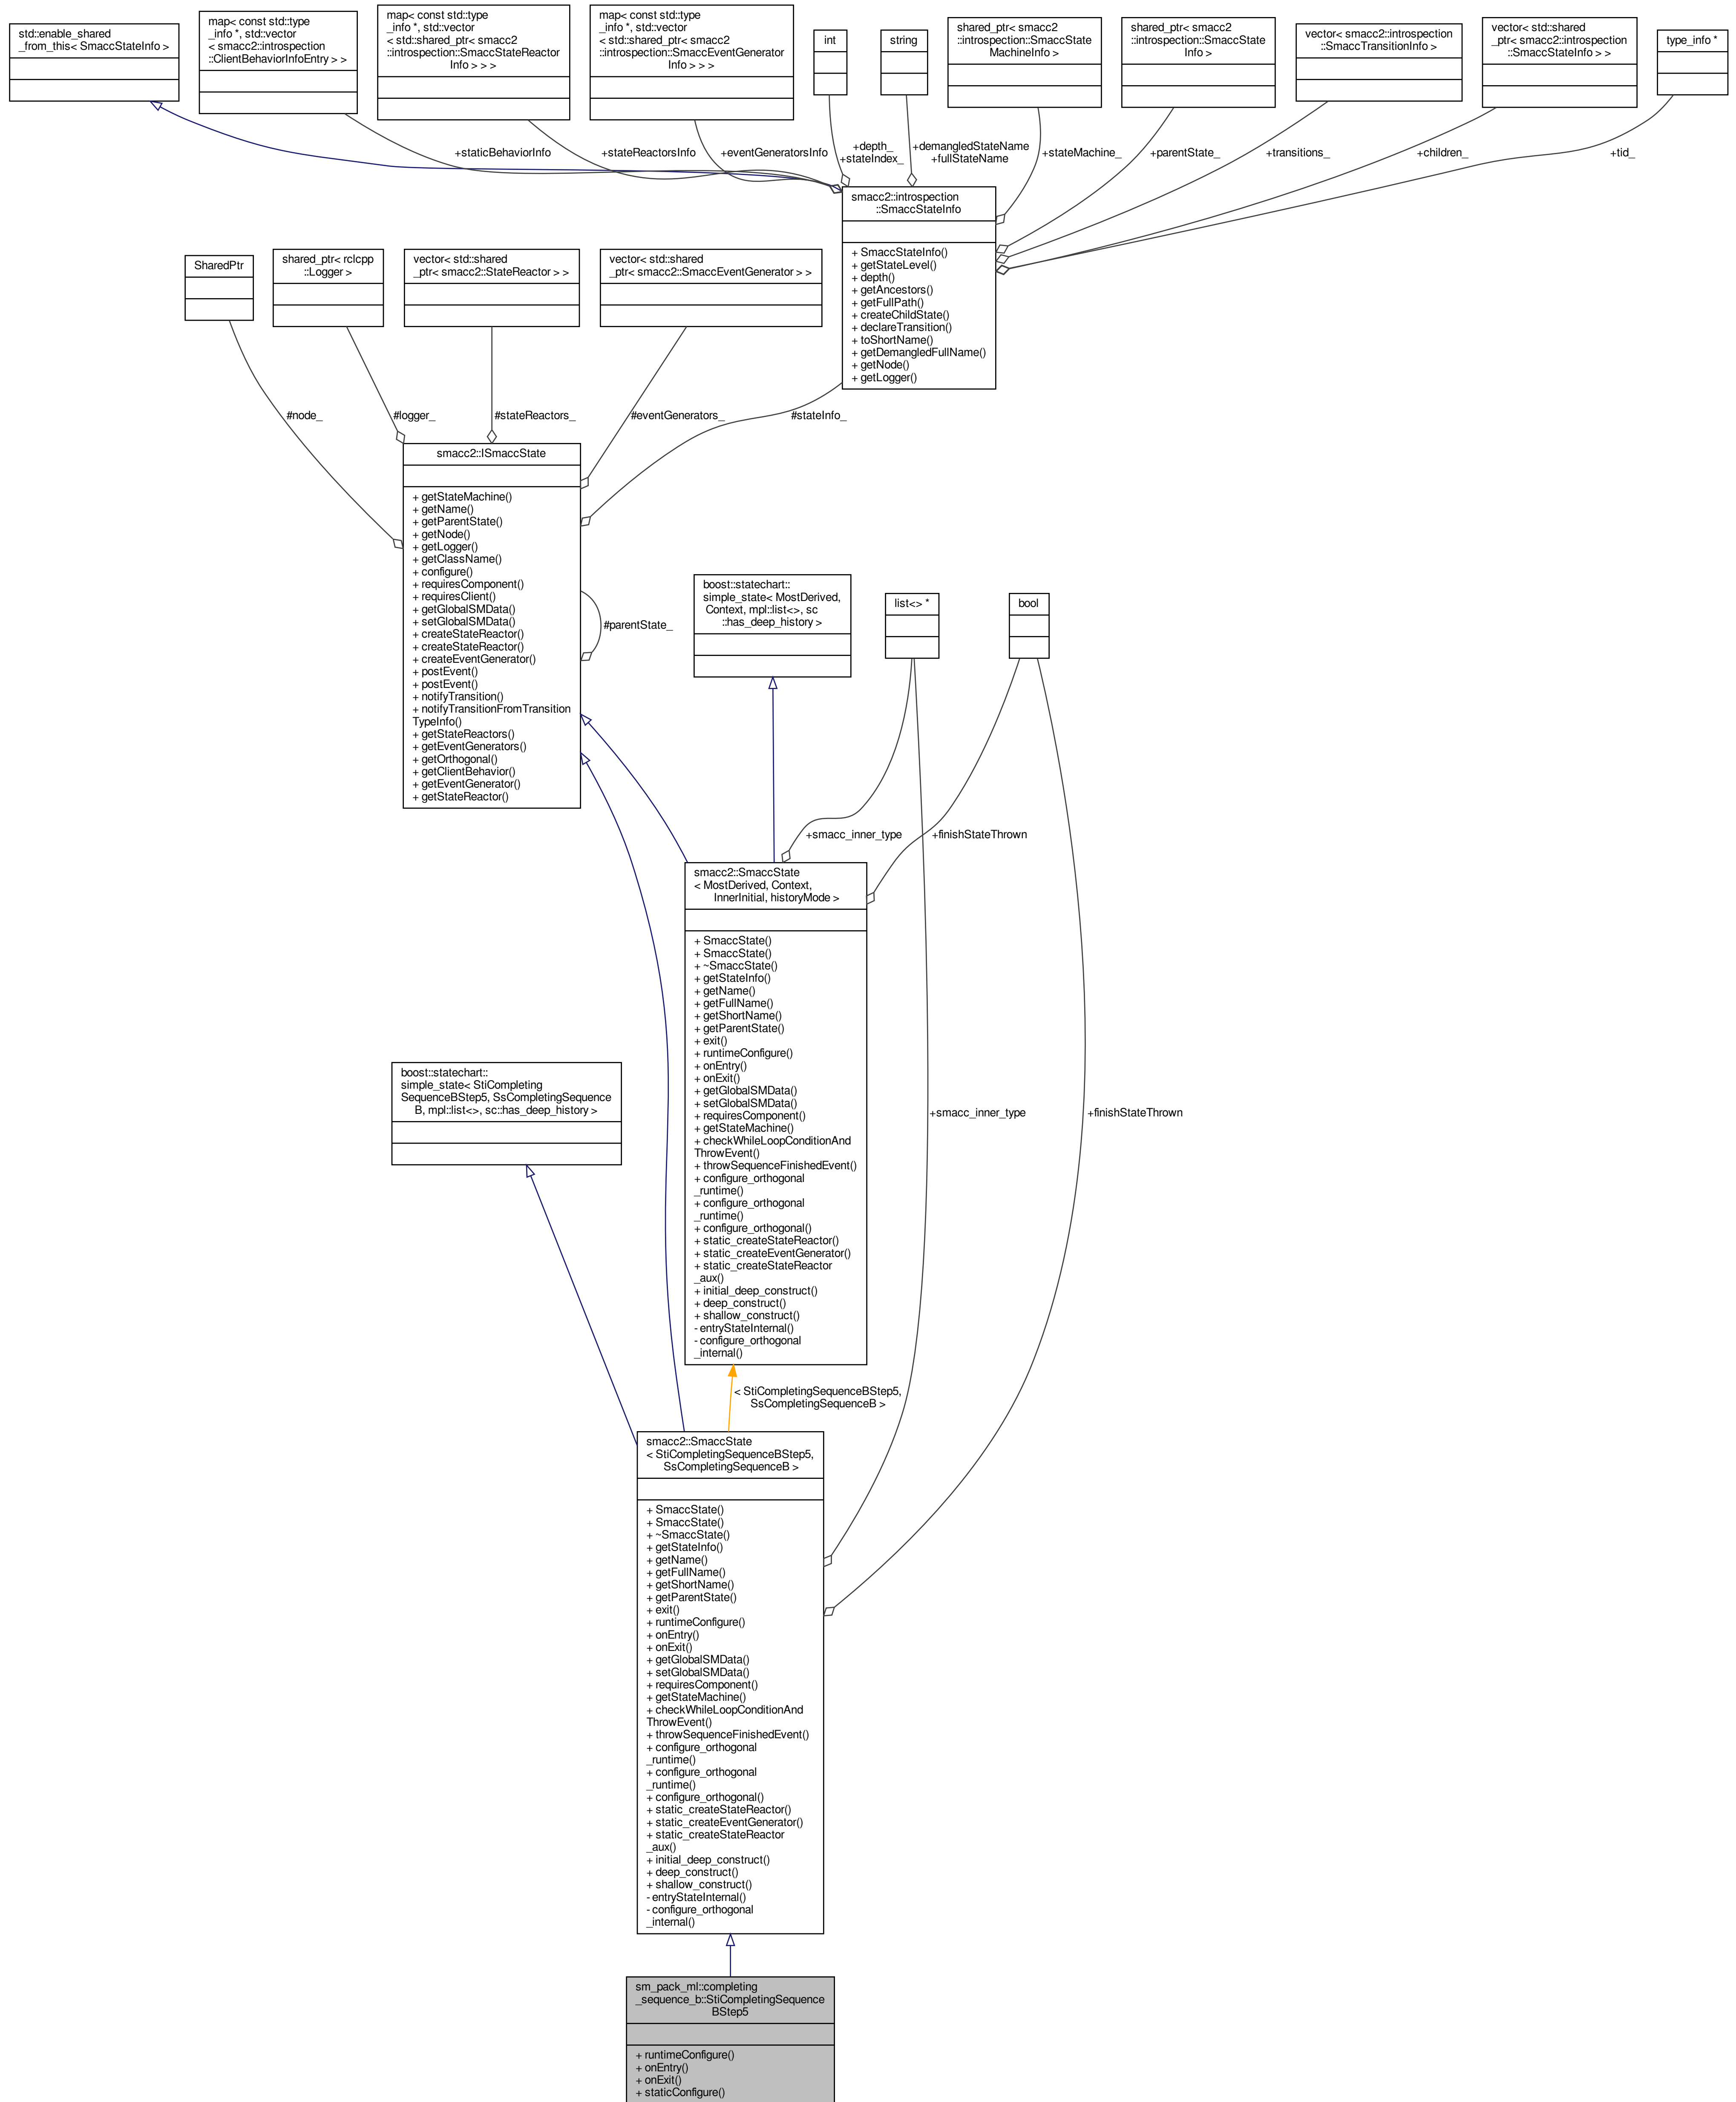 std::enable_shared
_from_this< SmaccStateInfo >
map< const std::type
_info *, std::vector
< smacc2::introspection
::ClientBehaviorInfoEntry > >
map< const std::type
_info *, std::vector
< std::shared_ptr< smacc2
::introspection::SmaccStateReactor
Info > > >
map< const std::type
_info *, std::vector
< std::shared_ptr< smacc2
::introspection::SmaccEventGenerator
Info > > >
int
string
shared_ptr< smacc2
::introspection::SmaccState
MachineInfo >
shared_ptr< smacc2
::introspection::SmaccState
Info >
vector< smacc2::introspection
::SmaccTransitionInfo >
vector< std::shared
_ptr< smacc2::introspection
::SmaccStateInfo > >
type_info *
+staticBehaviorInfo
+stateReactorsInfo
+eventGeneratorsInfo
+depth_
+stateIndex_
+demangledStateName
+fullStateName
+stateMachine_
+parentState_
+transitions_
+children_
+tid_
smacc2::introspection
::SmaccStateInfo
+ SmaccStateInfo()
+ getStateLevel()
+ depth()
+ getAncestors()
+ getFullPath()
+ createChildState()
+ declareTransition()
+ toShortName()
+ getDemangledFullName()
+ getNode()
+ getLogger()
SharedPtr
shared_ptr< rclcpp
::Logger >
vector< std::shared
_ptr< smacc2::StateReactor > >
vector< std::shared
_ptr< smacc2::SmaccEventGenerator > >
#node_
#logger_
#stateReactors_
#eventGenerators_
#stateInfo_
smacc2::ISmaccState
+ getStateMachine()
+ getName()
+ getParentState()
+ getNode()
+ getLogger()
+ getClassName()
+ configure()
+ requiresComponent()
+ requiresClient()
+ getGlobalSMData()
+ setGlobalSMData()
+ createStateReactor()
+ createStateReactor()
+ createEventGenerator()
+ postEvent()
+ postEvent()
+ notifyTransition()
+ notifyTransitionFromTransition
TypeInfo()
+ getStateReactors()
+ getEventGenerators()
+ getOrthogonal()
+ getClientBehavior()
+ getEventGenerator()
+ getStateReactor()
#parentState_
boost::statechart::
simple_state< MostDerived,
Context, mpl::list<>, sc
::has_deep_history >
list<> *
bool
+smacc_inner_type
+finishStateThrown
smacc2::SmaccState
< MostDerived, Context,
InnerInitial, historyMode >
+ SmaccState()
+ SmaccState()
+ ~SmaccState()
+ getStateInfo()
+ getName()
+ getFullName()
+ getShortName()
+ getParentState()
+ exit()
+ runtimeConfigure()
+ onEntry()
+ onExit()
+ getGlobalSMData()
+ setGlobalSMData()
+ requiresComponent()
+ getStateMachine()
+ checkWhileLoopConditionAnd
ThrowEvent()
+ throwSequenceFinishedEvent()
+ configure_orthogonal
_runtime()
+ configure_orthogonal
_runtime()
+ configure_orthogonal()
+ static_createStateReactor()
+ static_createEventGenerator()
+ static_createStateReactor
_aux()
+ initial_deep_construct()
+ deep_construct()
+ shallow_construct()
- entryStateInternal()
- configure_orthogonal
_internal()
boost::statechart::
simple_state< StiCompleting
SequenceBStep5, SsCompletingSequence
B, mpl::list<>, sc::has_deep_history >
+smacc_inner_type
+finishStateThrown
< StiCompletingSequenceBStep5,
SsCompletingSequenceB >
smacc2::SmaccState
< StiCompletingSequenceBStep5,
SsCompletingSequenceB >
+ SmaccState()
+ SmaccState()
+ ~SmaccState()
+ getStateInfo()
+ getName()
+ getFullName()
+ getShortName()
+ getParentState()
+ exit()
+ runtimeConfigure()
+ onEntry()
+ onExit()
+ getGlobalSMData()
+ setGlobalSMData()
+ requiresComponent()
+ getStateMachine()
+ checkWhileLoopConditionAnd
ThrowEvent()
+ throwSequenceFinishedEvent()
+ configure_orthogonal
_runtime()
+ configure_orthogonal
_runtime()
+ configure_orthogonal()
+ static_createStateReactor()
+ static_createEventGenerator()
+ static_createStateReactor
_aux()
+ initial_deep_construct()
+ deep_construct()
+ shallow_construct()
- entryStateInternal()
- configure_orthogonal
_internal()
sm_pack_ml::completing
_sequence_b::StiCompletingSequence
BStep5
+ runtimeConfigure()
+ onEntry()
+ onExit()
+ staticConfigure()